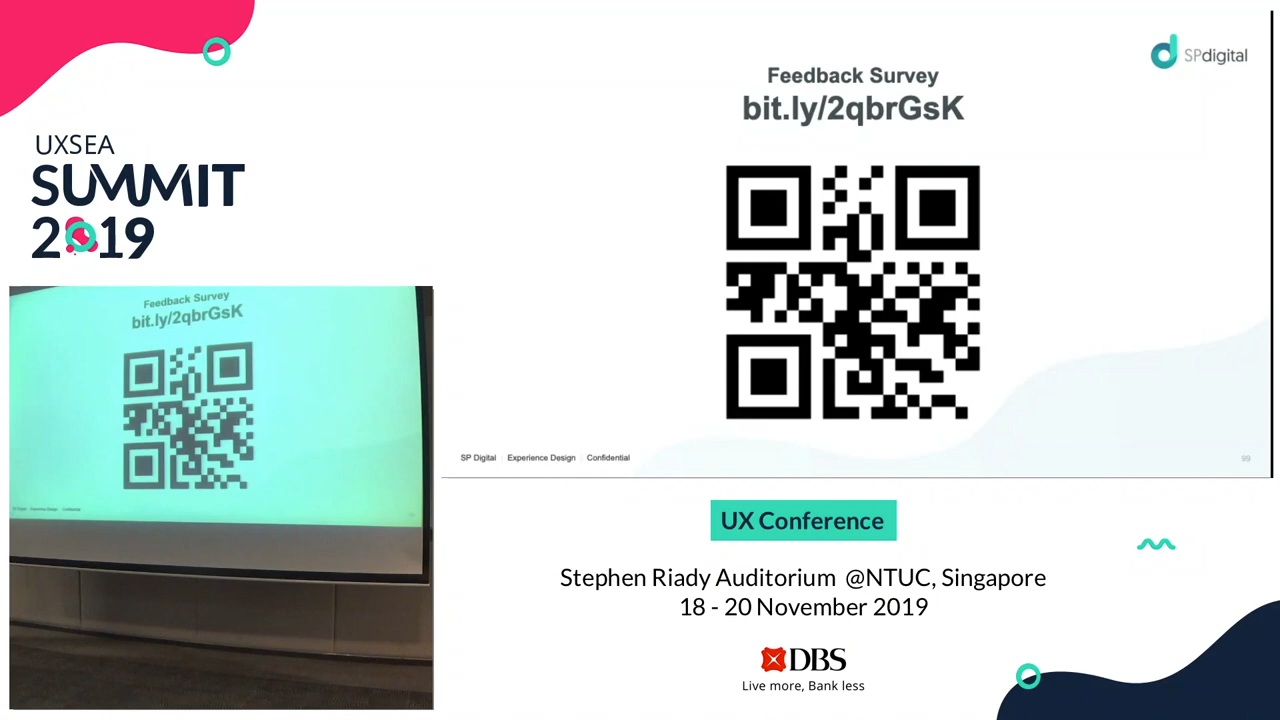 SPdigital
Feedback Survey
bit.ly/2qbrGsK
UXSEA
SUMMIT
2019
Feedback Survey
bit.ly/2qbrGsK
SP Digital Experience Design Confidential
99
UX Conference
Stephen Riady Auditorium @NTUC, Singapore
18 - 20 November 2019
DBS
Live more, Bank less